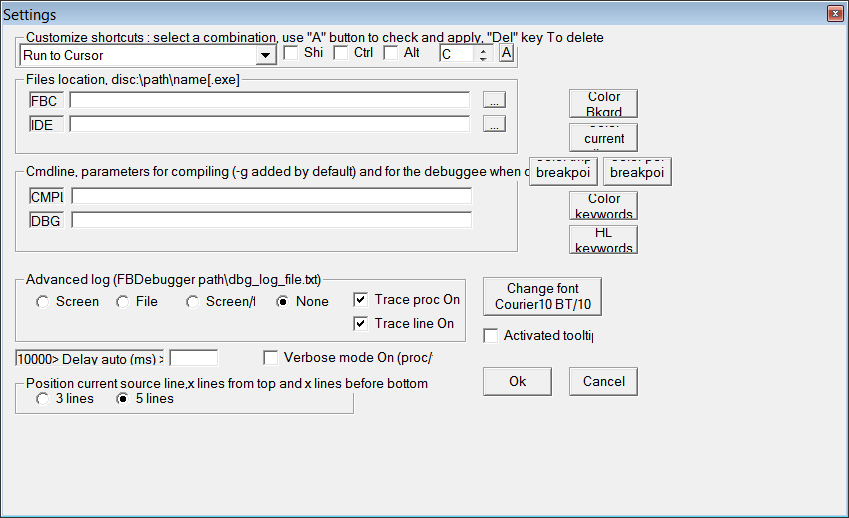 Settings
Customize shortcuts : select a combination, use "A" button to check and apply, "Del" key To delete
Run to Cursor Shi Ctrl Alt C A
Files location, disc:\path\name[.exe]
FBC ...
IDE ...
Color
Bkgrd
current
Cmdline, parameters for compiling (-g added by default) and for the debuggee when
breakpoi breakpoi
CMPL
DBG
Color
keywords
HL
keywords
Advanced log (FBDebugger path\dbg_log_file.txt)
Screen File Screen/f None
Trace proc On
Trace line On
Change font
Courier10 BT/10
Activated tooltip
10000> Delay auto (ms) >
Verbose mode On (proc/
Position current source line,x lines from top and x lines before bottom
3 lines 5 lines
Ok Cancel